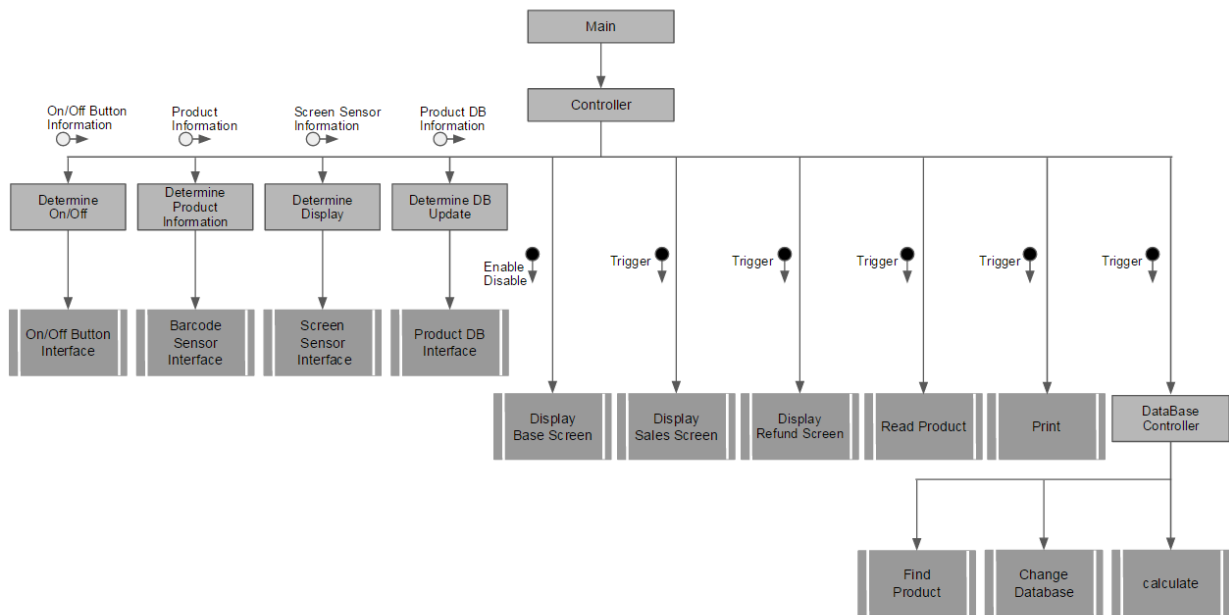 Main
Controller
On/Off Button
Information
Product
Information
Screen Sensor
Information
Product DB
Information
Determine
On/Off
Determine
Product
Information
Determine
Display
Determine DB
Update
Enable
Disable
Trigger
Trigger
Trigger
Trigger
Trigger
On/Off Button
Interface
Barcode
Sensor
Interface
Screen
Sensor
Interface
Product DB
Interface
Display
Base Screen
Display
Sales Screen
Display
Refund Screen
Read Product
Print
DataBase
Controller
Find
Product
Change
Database
calculate